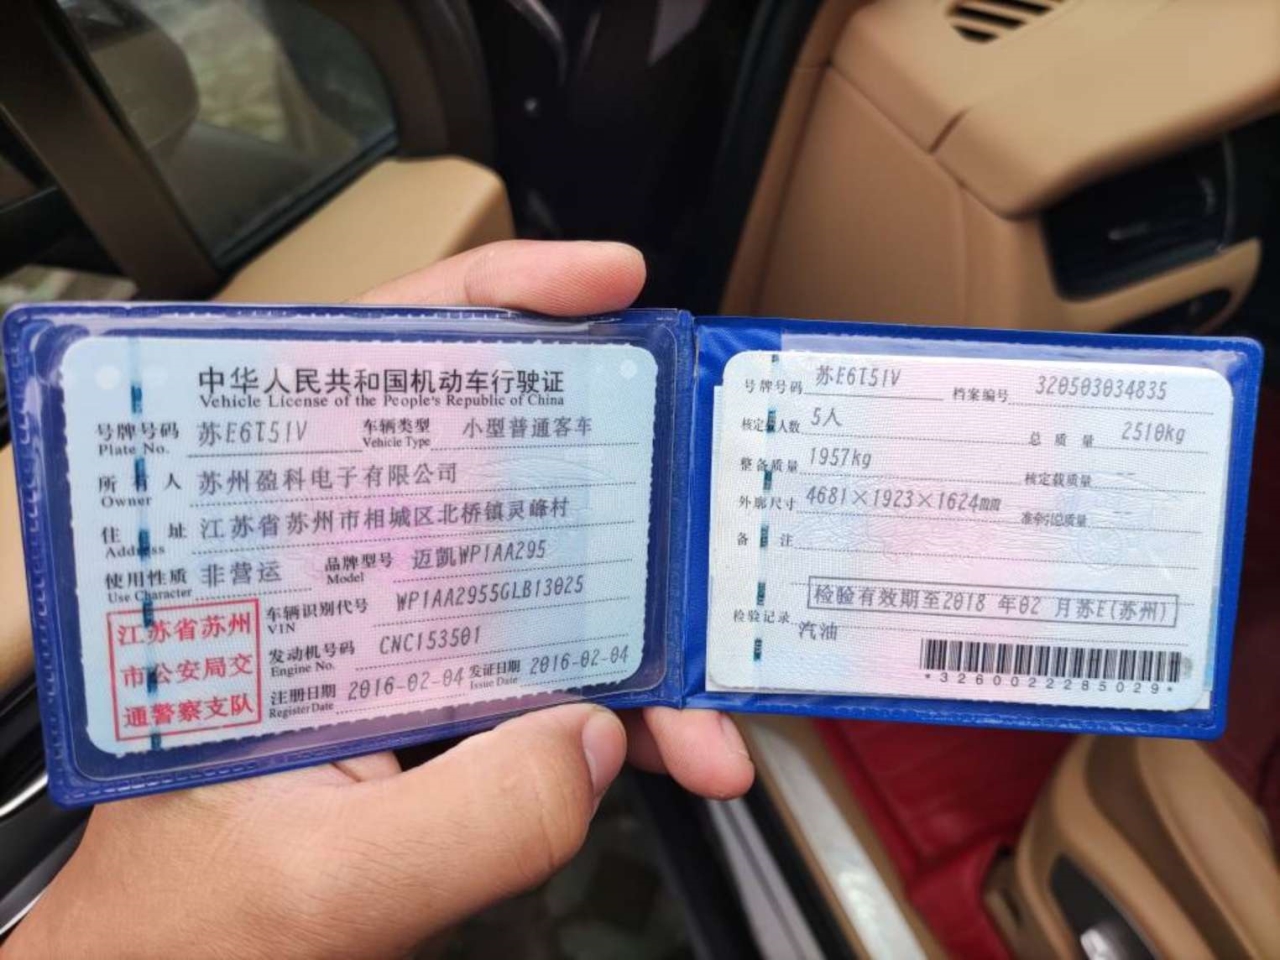 中华人民共和国机动车行驶证
Vehicle License of the People's Republic of China
号牌号码 苏E6T51V 车辆类型 小型普通客车
Plate No. Vehicle Type
所有人 苏州盈科电子有限公司
Owner
住址 江苏省苏州市相城区北桥镇灵峰村
Address
使用性质 非营运 品牌型号 迈凯WP1AA295
Use Character Model
江苏省苏州
市公安局交
通警察支队
车辆识别代号 WP1AA2955GLB13025
VIN
发动机号码 CNC153501
Engine No.
注册日期 2016-02-04 发证日期 2016-02-04
Register Date Issue Date
号牌号码 苏E6T51V 档案编号 320503034835
核定载人数 5人 总质量 2510kg
整备质量 1957kg 核定载质量 --
外廓尺寸 4681×1923×1624mm 准牵引总质量 --
备注
检验有效期至2018年02月苏E(苏州)
检验记录
汽油
*3260022285029*